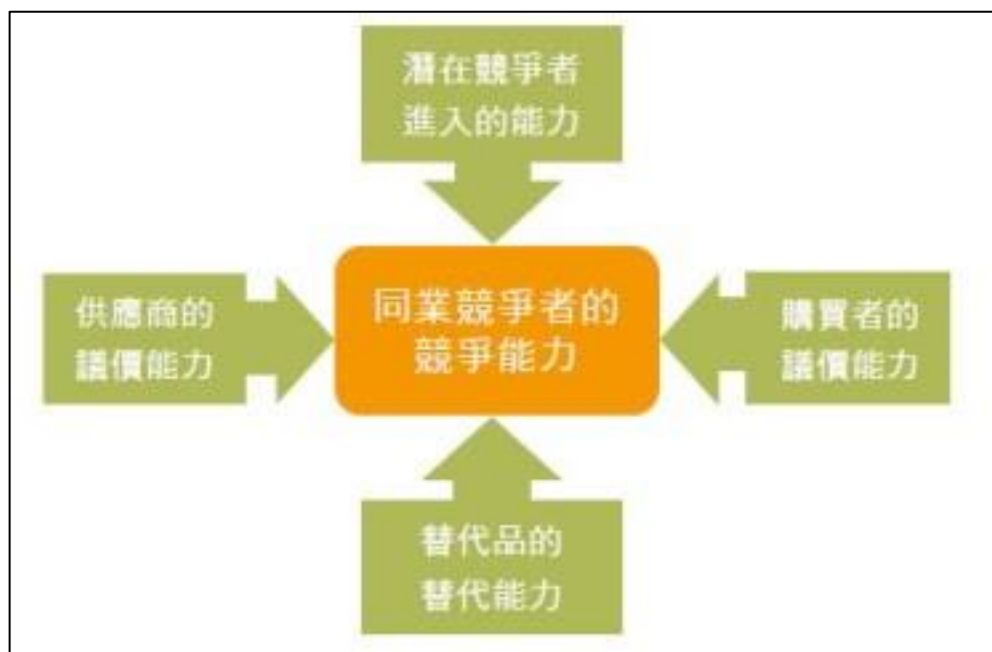 潛在競爭者
進入的能力
供應商的
議價能力
同業競爭者的
競爭能力
購買者的
議價能力
替代品的
替代能力